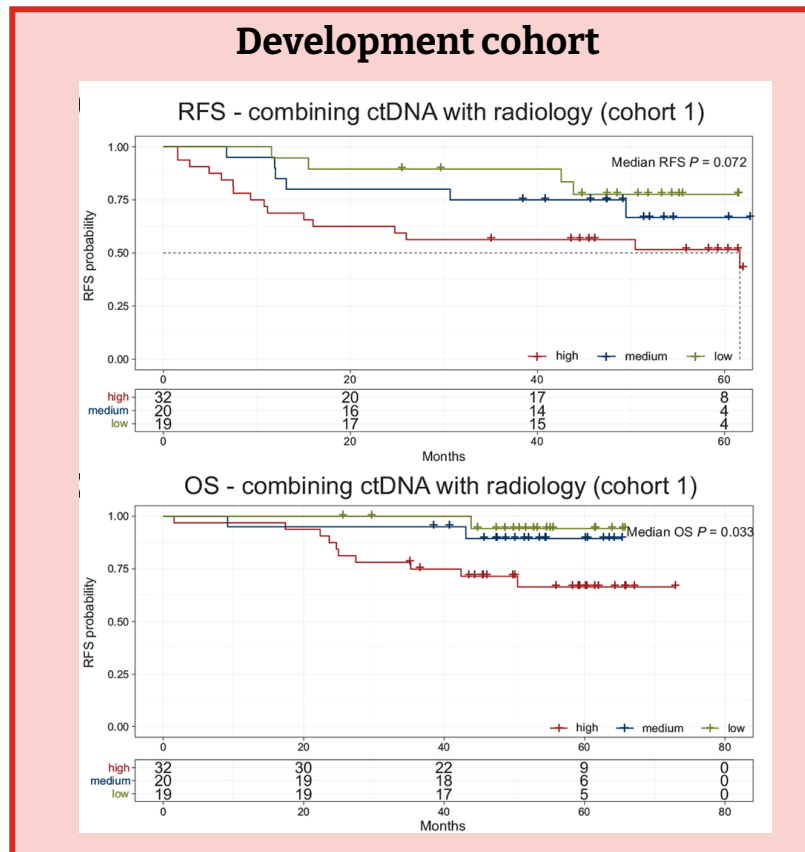 Development cohort
RFS - combining ctDNA with radiology (cohort 1)
1.00
Median RFS P = 0.072
0.75
RFS probability
0.50
0.25
high medium low
0.00
0 20 40 60
high 32 20 17 8
medium 20 16 14 4
low 19 17 15 4
0 20 40 60
Months
OS - combining ctDNA with radiology (cohort 1)
1.00
Median OS P = 0.033
0.75
RFS probability
0.50
0.25
high medium low
0.00
0 20 40 60 80
high 32 30 22 9 0
medium 20 19 18 6 0
low 19 19 17 5 0
0 20 40 60 80
Months